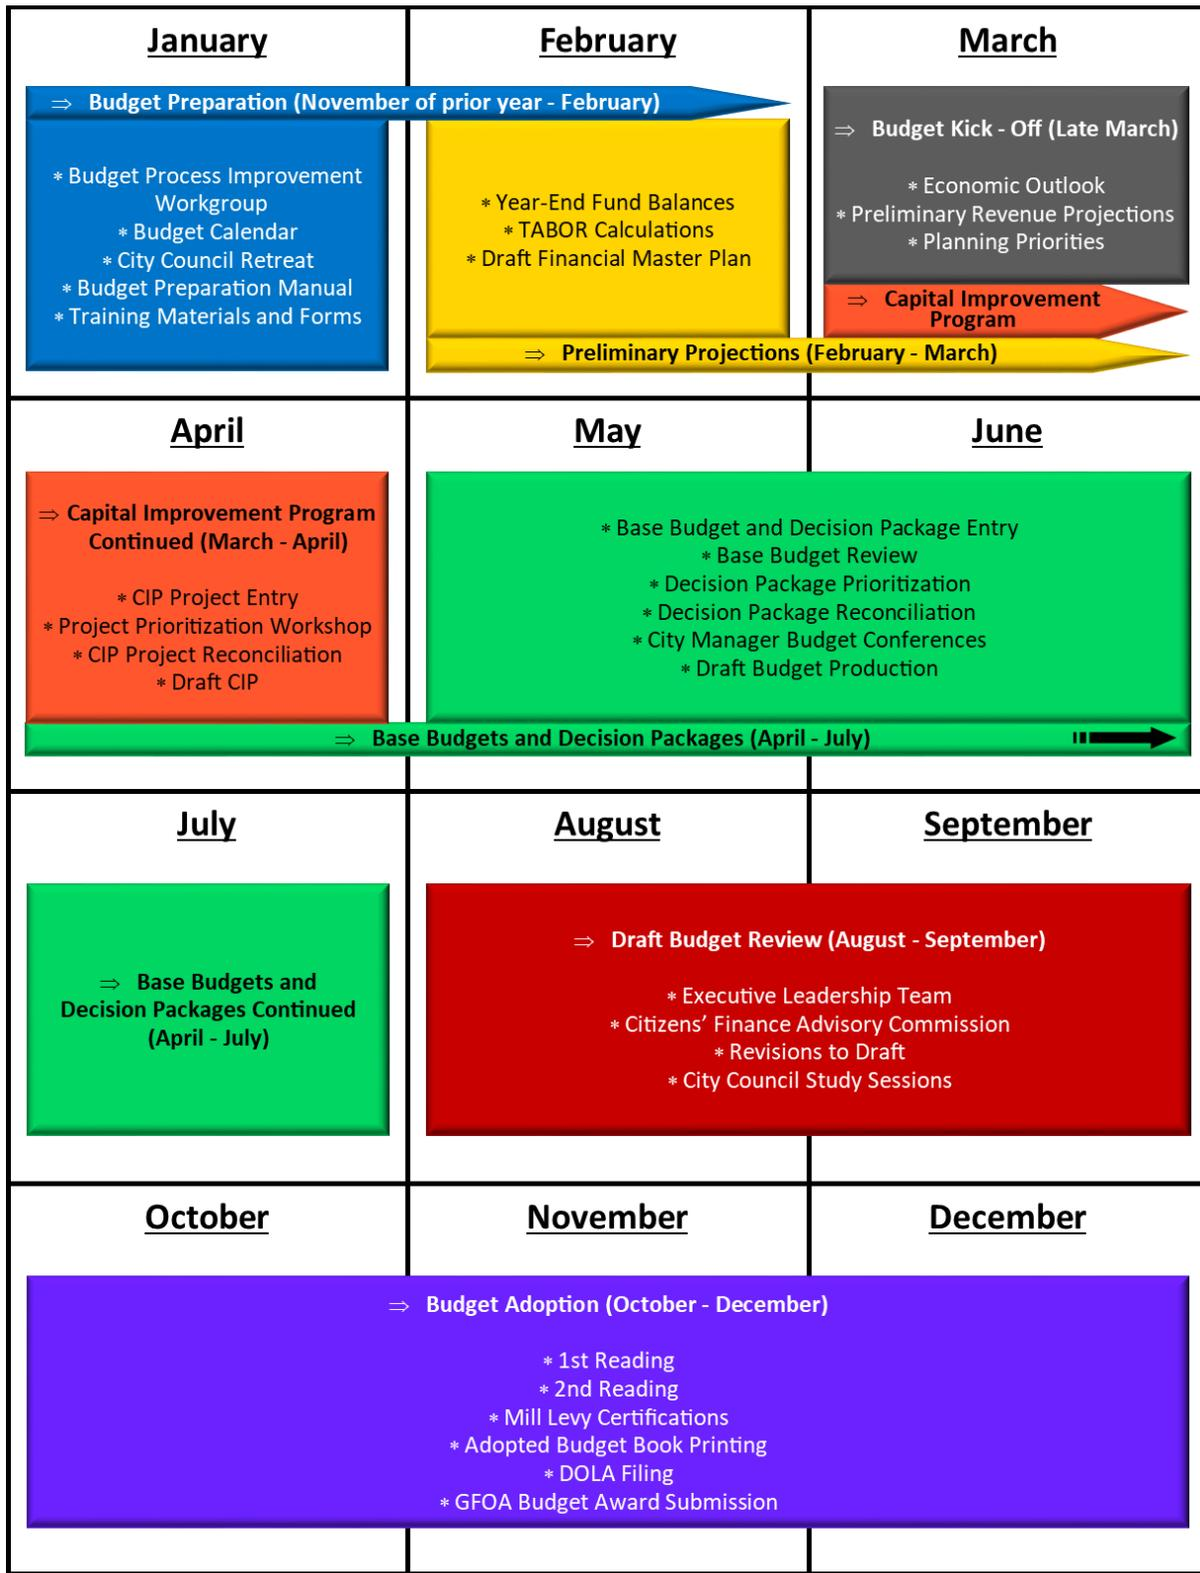 January
February
March
⇒ Budget Preparation (November of prior year - February)
* Budget Process Improvement
Workgroup
* Budget Calendar
* City Council Retreat
* Budget Preparation Manual
* Training Materials and Forms
* Year-End Fund Balances
* TABOR Calculations
* Draft Financial Master Plan
⇒ Budget Kick - Off (Late March)
* Economic Outlook
* Preliminary Revenue Projections
* Planning Priorities
⇒ Capital Improvement
Program
⇒ Preliminary Projections (February - March)
April
May
June
⇒ Capital Improvement Program
Continued (March - April)
* CIP Project Entry
* Project Prioritization Workshop
* CIP Project Reconciliation
* Draft CIP
* Base Budget and Decision Package Entry
* Base Budget Review
* Decision Package Prioritization
* Decision Package Reconciliation
* City Manager Budget Conferences
* Draft Budget Production
⇒ Base Budgets and Decision Packages (April - July)
July
August
September
⇒ Base Budgets and
Decision Packages Continued
(April - July)
⇒ Draft Budget Review (August - September)
* Executive Leadership Team
* Citizens’ Finance Advisory Commission
* Revisions to Draft
* City Council Study Sessions
October
November
December
⇒ Budget Adoption (October - December)
* 1st Reading
* 2nd Reading
* Mill Levy Certifications
* Adopted Budget Book Printing
* DOLA Filing
* GFOA Budget Award Submission